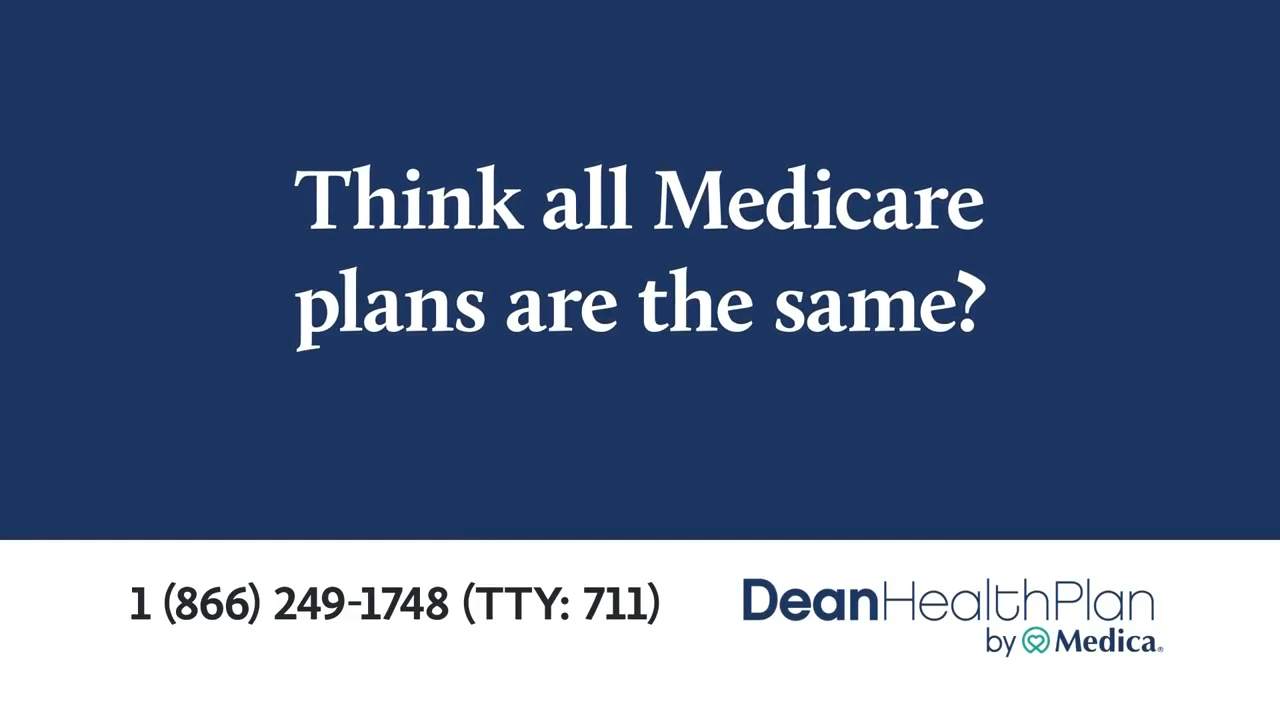 Think all Medicare
plans are the same?
1 (866) 249-1748 (TTY: 711)
DeanHealthPlan
by Medica®